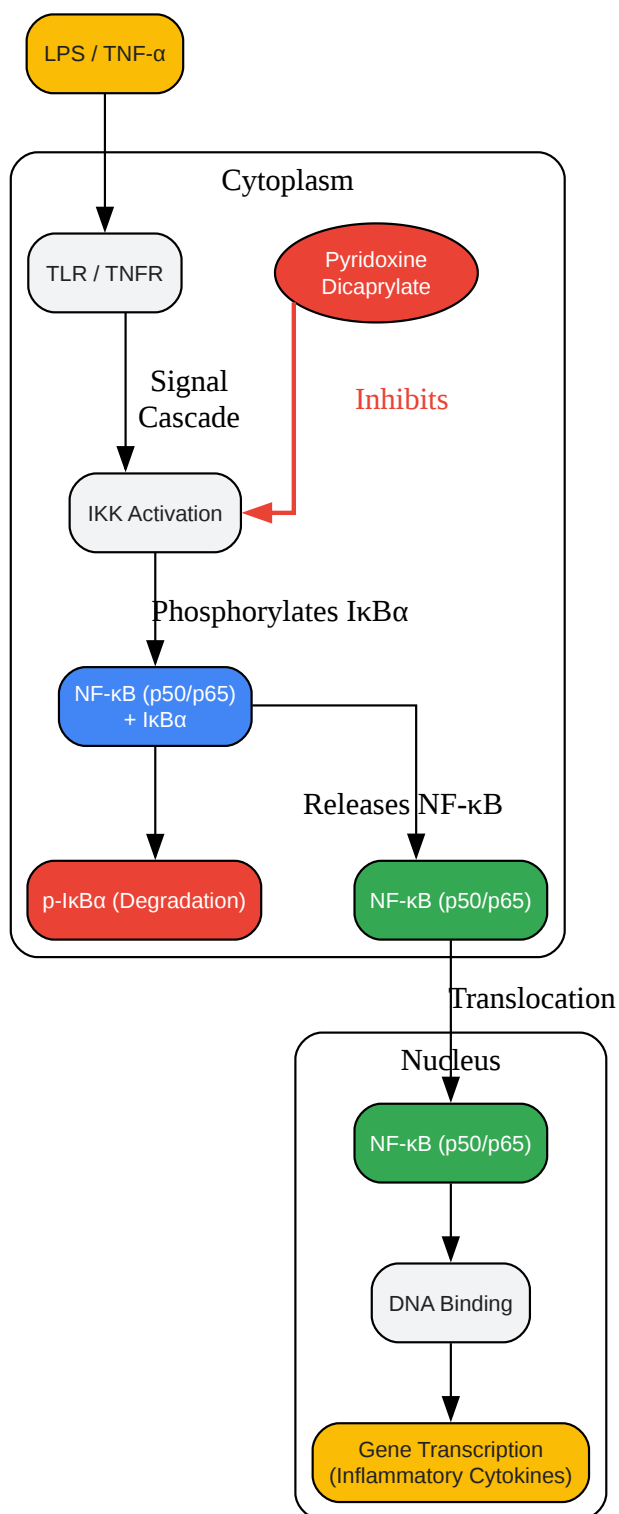 LPS / TNF-α
Cytoplasm
TLR / TNFR
Pyridoxine
Dicaprylate
Signal
Cascade
Inhibits
IKK Activation
Phosphorylates IκBα
NF-κB (p50/p65)
+ IκBα
Releases NF-κB
p-IκBα (Degradation)
NF-κB (p50/p65)
Translocation
Nucleus
NF-κB (p50/p65)
DNA Binding
Gene Transcription
(Inflammatory Cytokines)